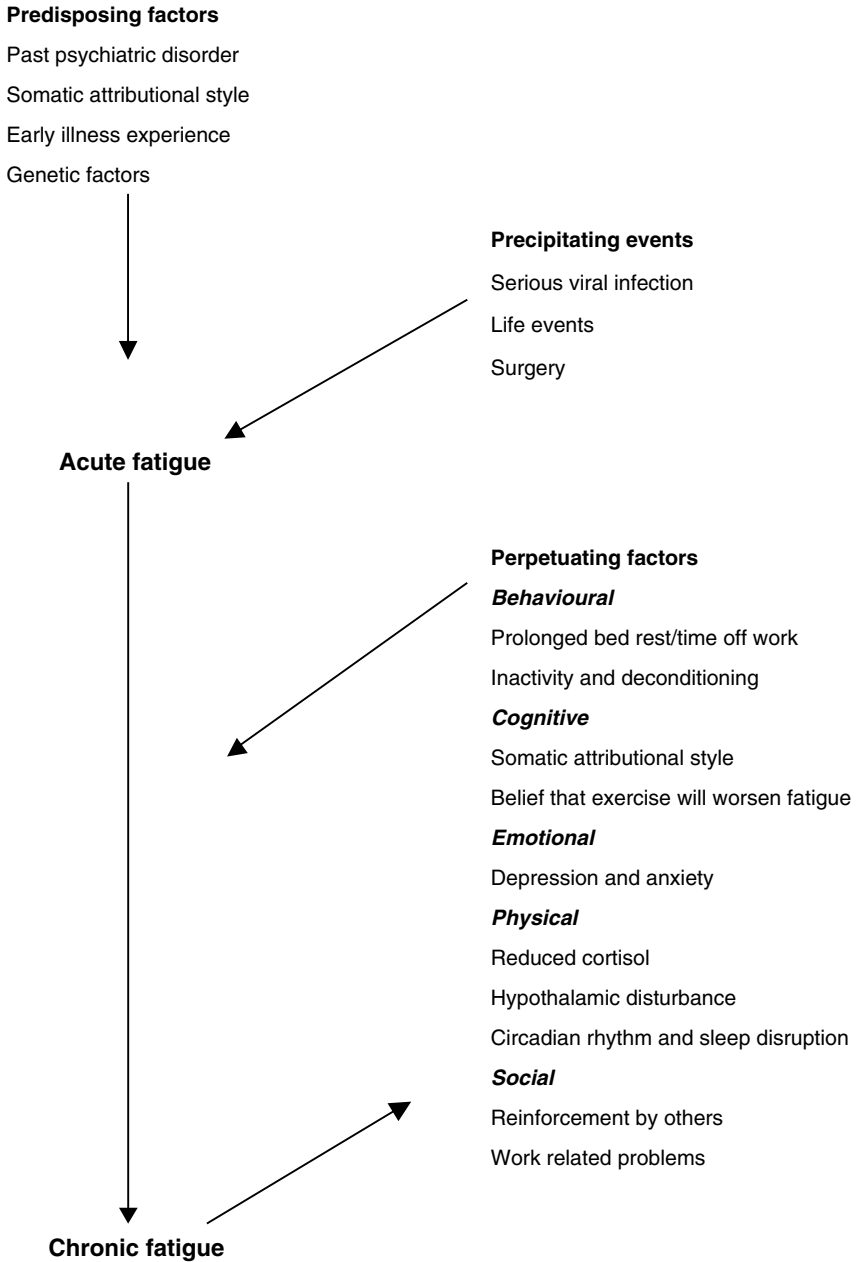 Predisposing factors
Past psychiatric disorder
Somatic attributional style
Early illness experience
Genetic factors
Precipitating events
Serious viral infection
Life events
Surgery
Acute fatigue
Perpetuating factors
Behavioural
Prolonged bed rest/time off work
Inactivity and deconditioning
Cognitive
Somatic attributional style
Belief that exercise will worsen fatigue
Emotional
Depression and anxiety
Physical
Reduced cortisol
Hypothalamic disturbance
Circadian rhythm and sleep disruption
Social
Reinforcement by others
Work related problems
Chronic fatigue